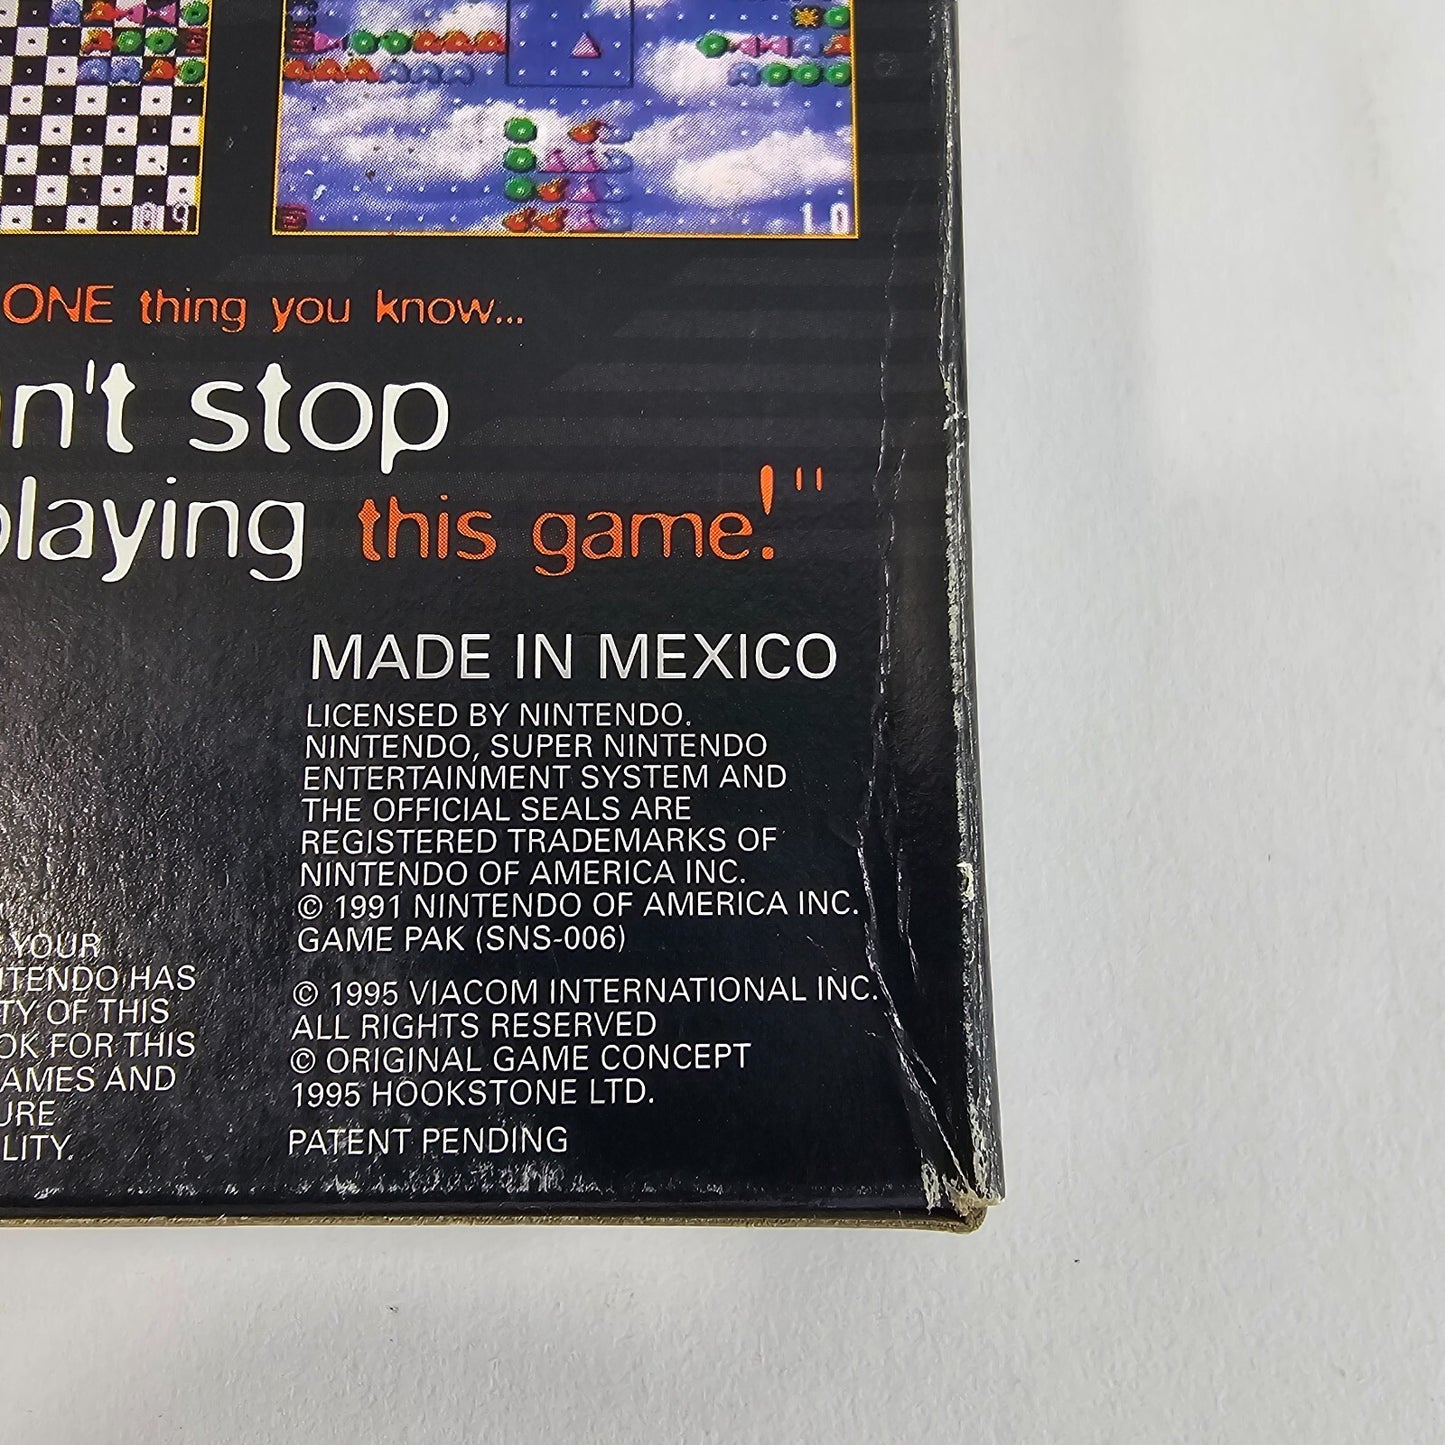 09
10
ONE thing you know...
n't stop
playing this game!"
MADE IN MEXICO
LICENSED BY NINTENDO.
NINTENDO, SUPER NINTENDO
ENTERTAINMENT SYSTEM AND
THE OFFICIAL SEALS ARE
REGISTERED TRADEMARKS OF
NINTENDO OF AMERICA INC.
© 1991 NINTENDO OF AMERICA INC.
GAME PAK (SNS-006)
© 1995 VIACOM INTERNATIONAL INC.
ALL RIGHTS RESERVED
© ORIGINAL GAME CONCEPT
1995 HOOKSTONE LTD.
PATENT PENDING
YOUR
NTENDO HAS
TY OF THIS
OK FOR THIS
AMES AND
URE
LITY.